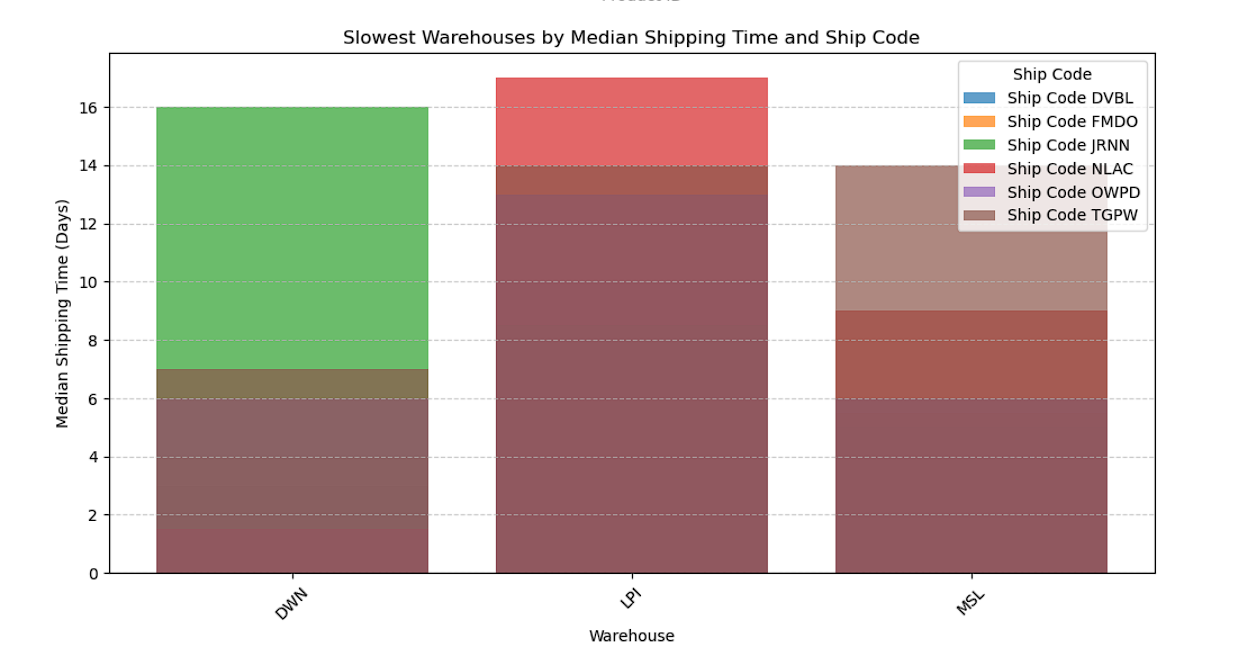 Slowest Warehouses by Median Shipping Time and Ship Code
Median Shipping Time (Days)
16
14
12
10
8
6
4
2
0
Ship Code
Ship Code DVBL
Ship Code FMDO
Ship Code JRNN
Ship Code NLAC
Ship Code OWPD
Ship Code TGPW
DWN
LPI
MSL
Warehouse